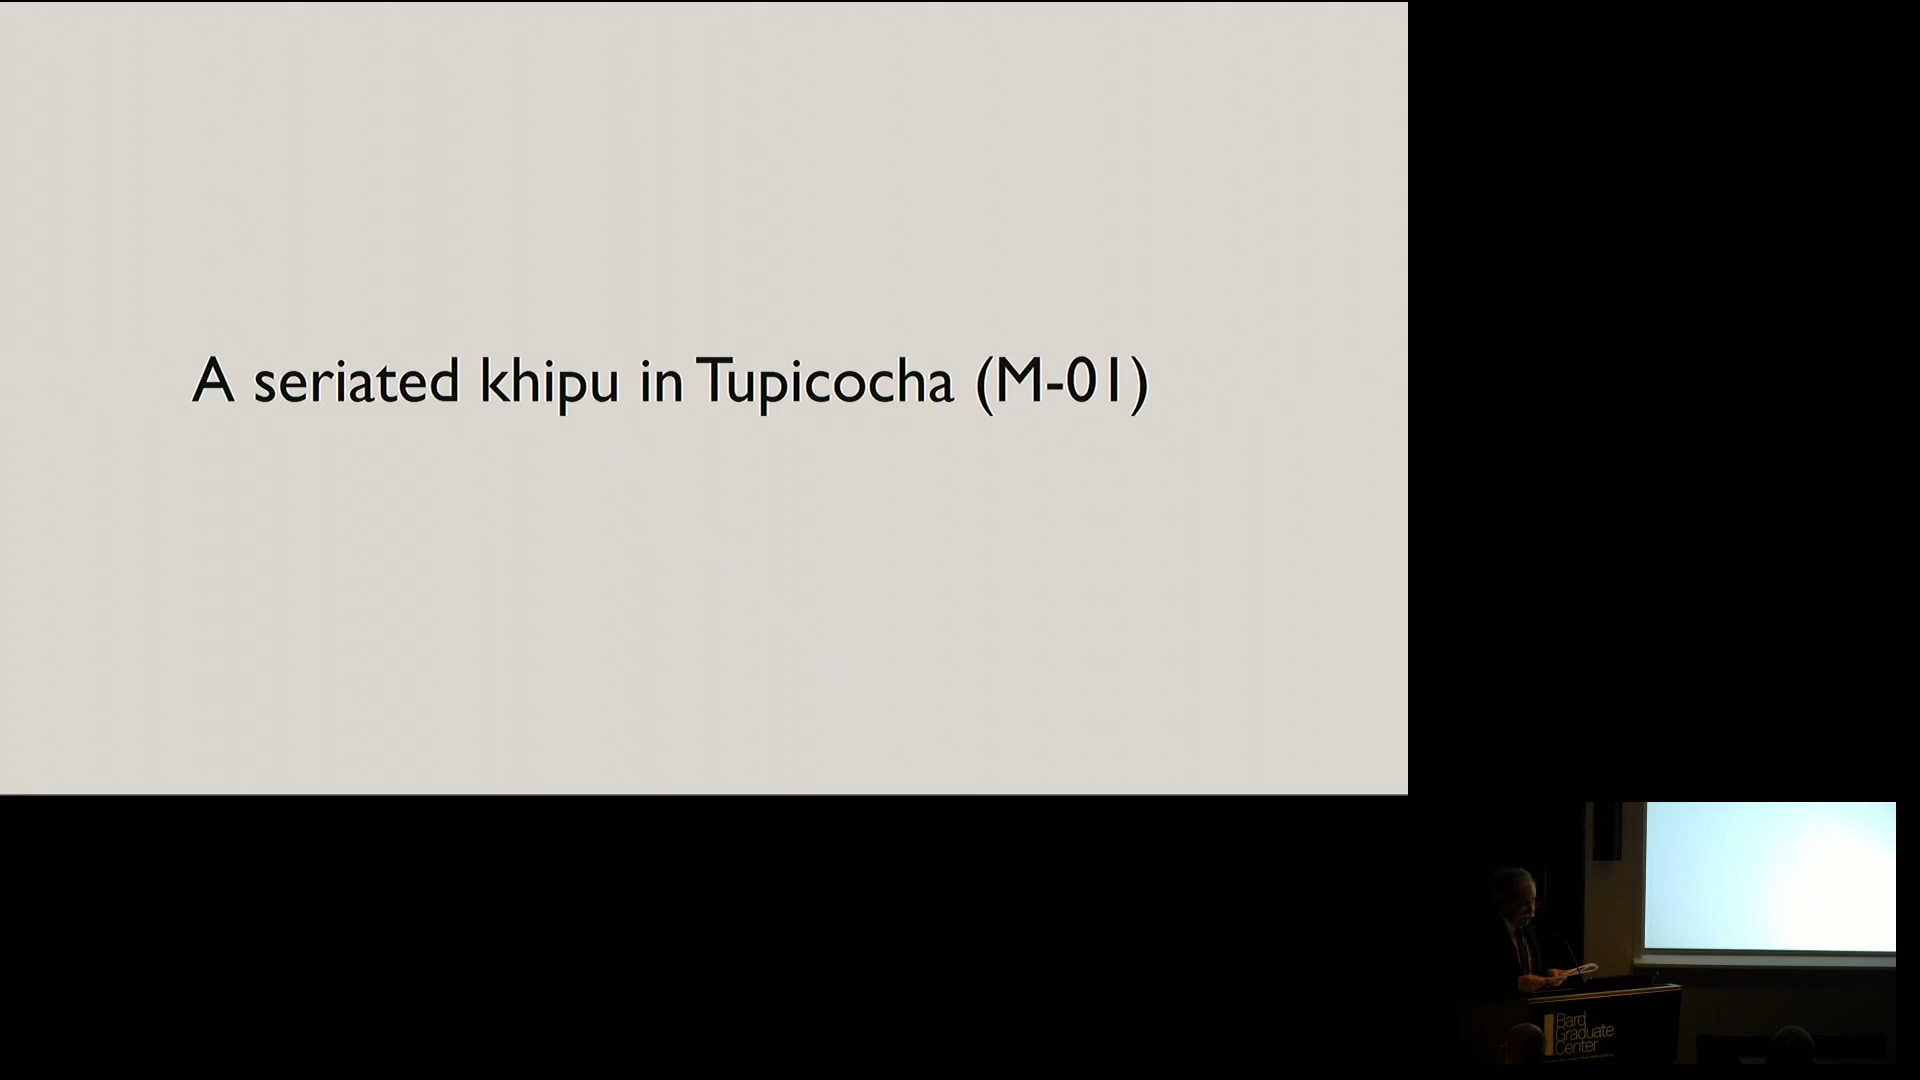 A seriated khipu in Tupicocha (M-01)
Bard
Graduate
Center